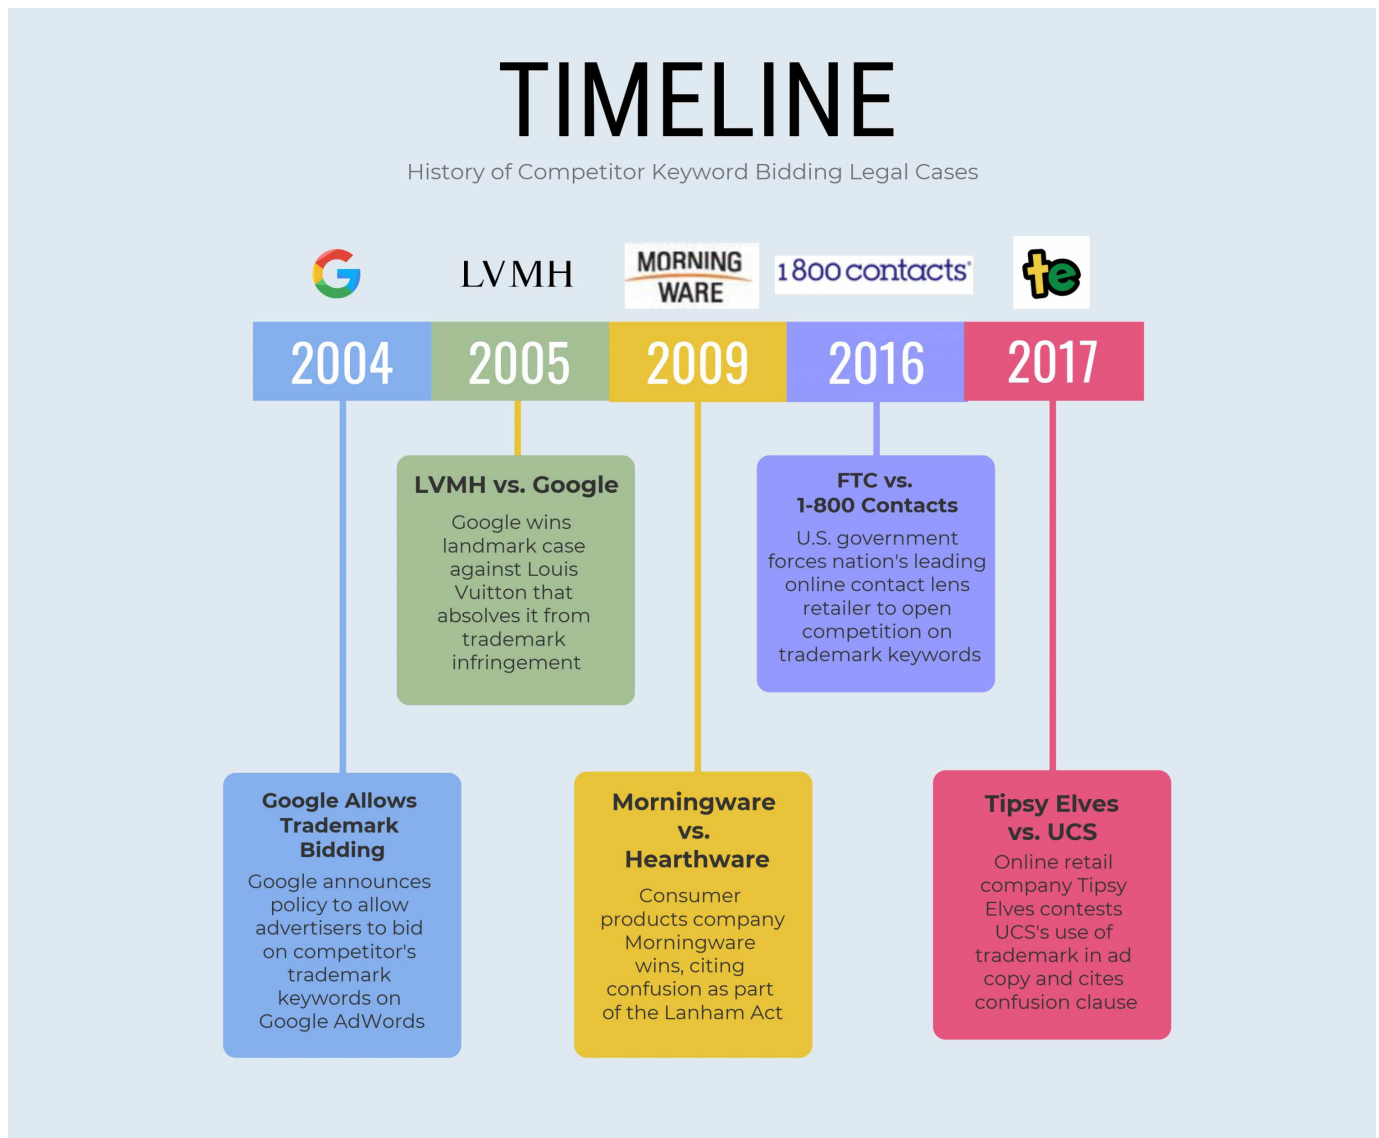 TIMELINE
History of Competitor Keyword Bidding Legal Cases
G
LVMH
MORNING
WARE
1 800 contacts
te
2004
2005
2009
2016
2017
LVMH vs. Google
Google wins
landmark case
against Louis
Vuitton that
absolves it from
trademark
infringement
FTC vs.
1-800 Contacts
U.S. government
forces nation's leading
online contact lens
retailer to open
competition on
trademark keywords
Google Allows
Trademark
Bidding
Google announces
policy to allow
advertisers to bid
on competitor's
trademark
keywords on
Google AdWords
Morningware
vs.
Hearthware
Consumer
products company
Morningware
wins, citing
confusion as part
of the Lanham Act
Tipsy Elves
vs. UCS
Online retail
company Tipsy
Elves contests
UCS's use of
trademark in ad
copy and cites
confusion clause